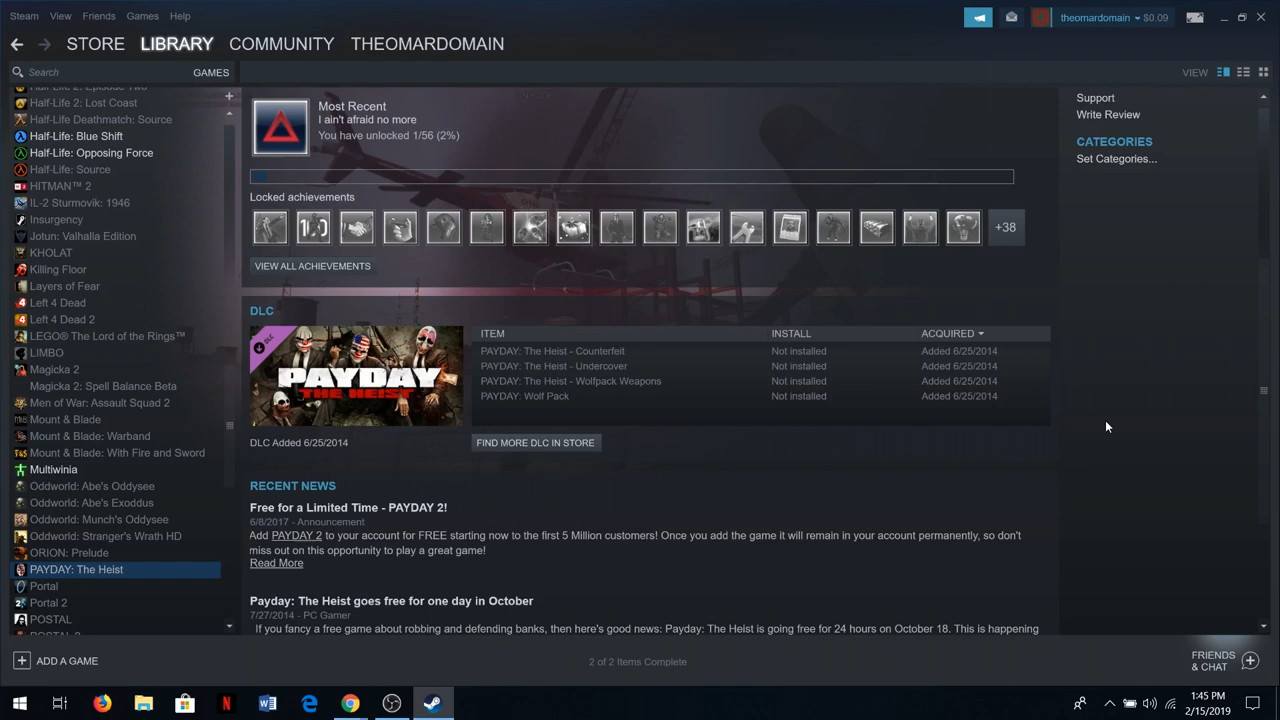 Steam View Friends Games Help
theomardomain $0.09
STORE LIBRARY COMMUNITY THEOMARDOMAIN
Search GAMES
VIEW
Half-Life 2: Episode Two
Half-Life 2: Lost Coast
Half-Life Deathmatch: Source
Half-Life: Blue Shift
Half-Life: Opposing Force
Half-Life: Source
HITMAN™ 2
IL-2 Sturmovik: 1946
Insurgency
Jotun: Valhalla Edition
KHOLAT
Killing Floor
Layers of Fear
Left 4 Dead
Left 4 Dead 2
LEGO® The Lord of the Rings™
LIMBO
Magicka 2
Magicka 2: Spell Balance Beta
Men of War: Assault Squad 2
Mount & Blade
Mount & Blade: Warband
Mount & Blade: With Fire and Sword
Multiwinia
Oddworld: Abe's Oddysee
Oddworld: Abe's Exoddus
Oddworld: Munch's Oddysee
Oddworld: Stranger's Wrath HD
ORION: Prelude
PAYDAY: The Heist
Portal
Portal 2
POSTAL
POSTAL 2
Most Recent
I ain't afraid no more
You have unlocked 1/56 (2%)
Locked achievements
+38
VIEW ALL ACHIEVEMENTS
DLC
DLC
PAYDAY
THE HEIST
DLC Added 6/25/2014
ITEM INSTALL ACQUIRED
PAYDAY: The Heist - Counterfeit Not installed Added 6/25/2014
PAYDAY: The Heist - Undercover Not installed Added 6/25/2014
PAYDAY: The Heist - Wolfpack Weapons Not installed Added 6/25/2014
PAYDAY: Wolf Pack Not installed Added 6/25/2014
FIND MORE DLC IN STORE
RECENT NEWS
Free for a Limited Time - PAYDAY 2!
6/8/2017 - Announcement
Add PAYDAY 2 to your account for FREE starting now to the first 5 Million customers! Once you add the game it will remain in your account permanently, so don't
miss out on this opportunity to play a great game!
Read More
Payday: The Heist goes free for one day in October
7/27/2014 - PC Gamer
If you fancy a free game about robbing and defending banks, then here's good news: Payday: The Heist is going free for 24 hours on October 18. This is happening
Support
Write Review
CATEGORIES
Set Categories...
ADD A GAME
2 of 2 Items Complete
FRIENDS
& CHAT
1:45 PM
2/15/2019